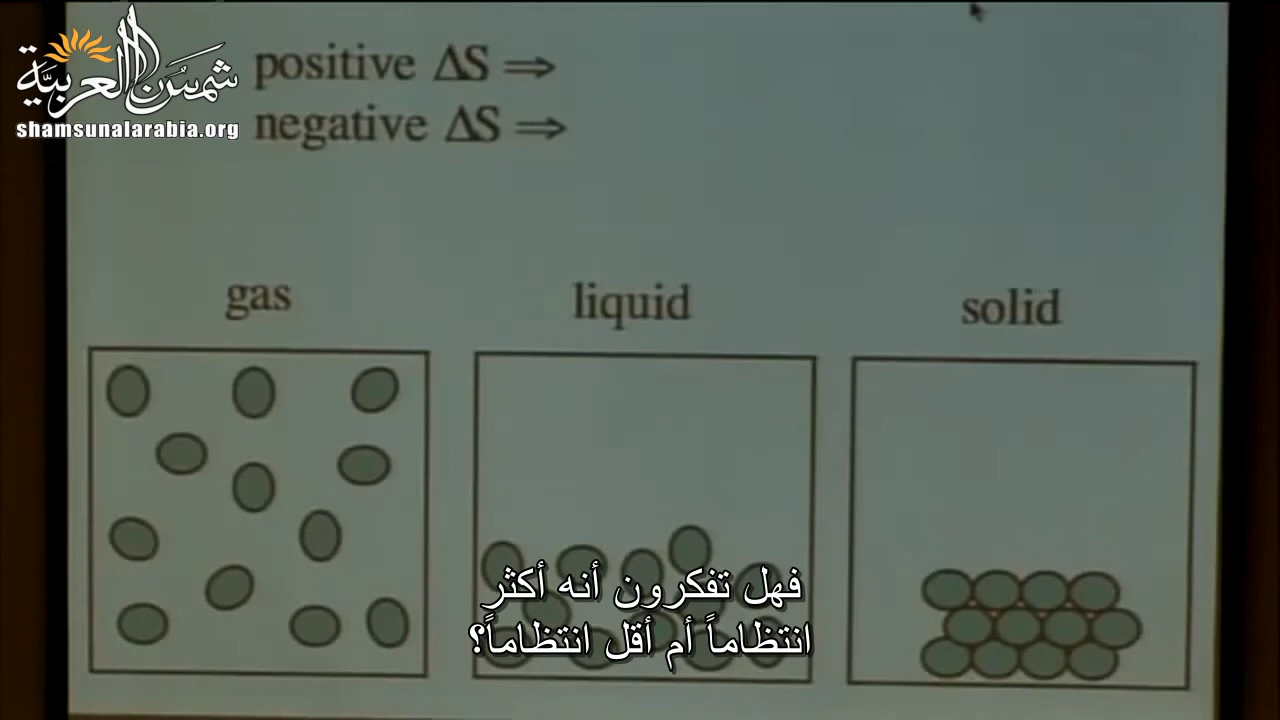 شمس العربية
shamsunalarabia.org
positive ΔS ⇒
negative ΔS ⇒
gas liquid solid
فهل تفكرون أنه أكثر
انتظاماً أم أقل انتظاماً؟